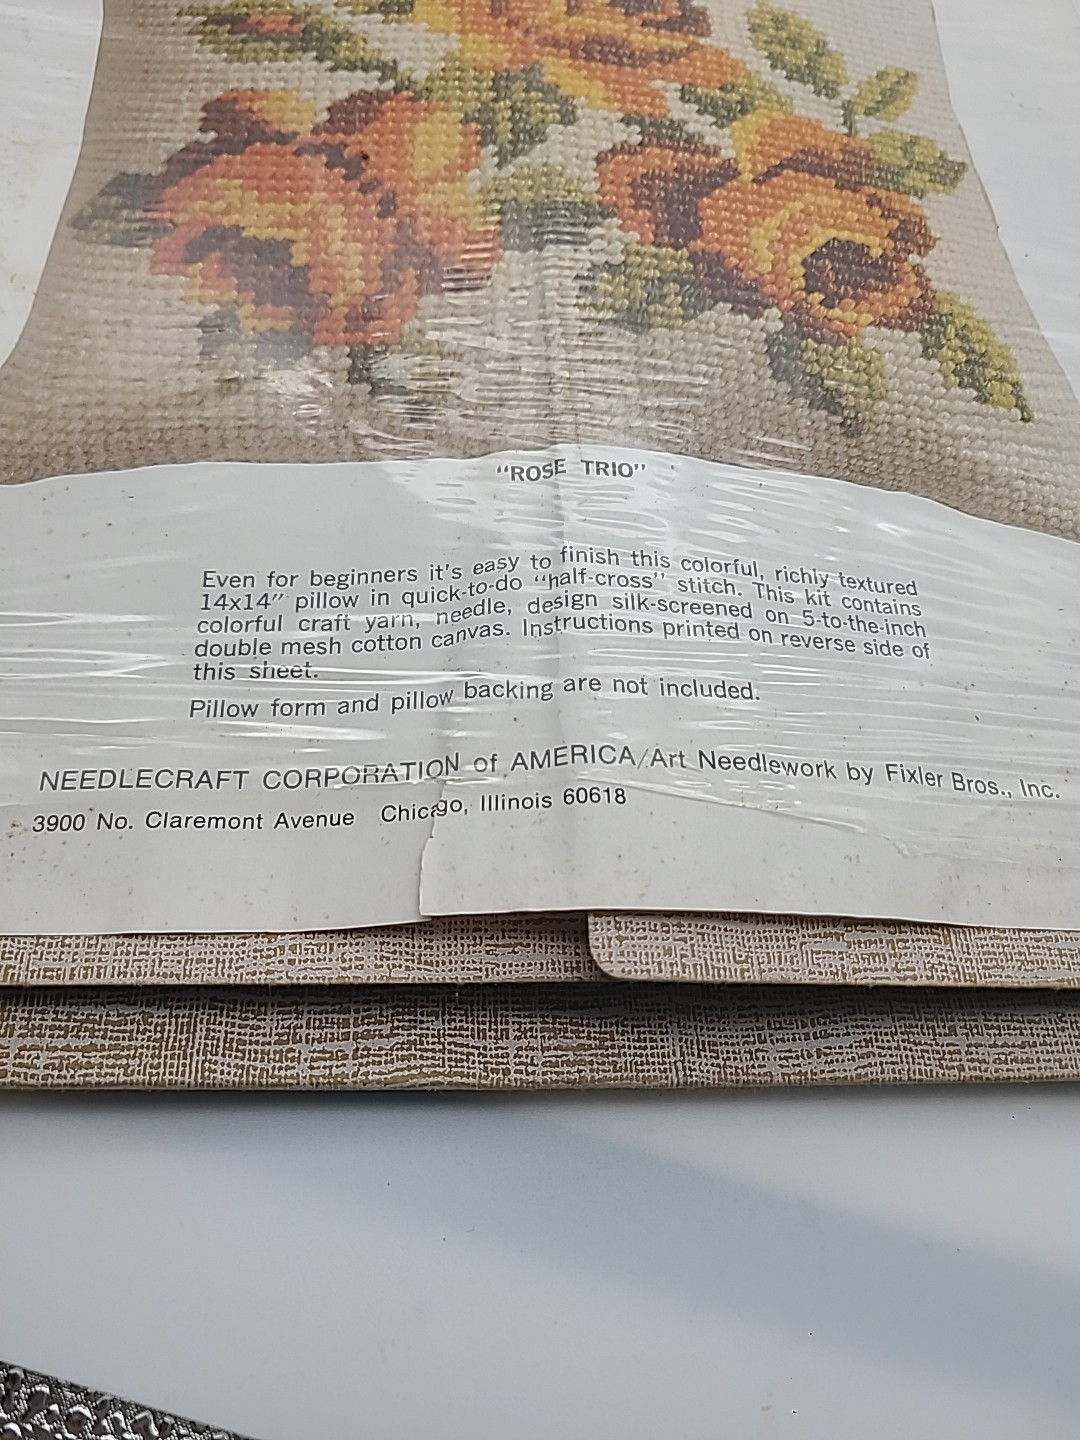 “ROSE TRIO”
Even for beginners it's easy to finish this colorful, richly textured
14x14″ pillow in quick-to-do “half-cross” stitch. This kit contains
colorful craft yarn, needle, design silk-screened on 5-to-the-inch
double mesh cotton canvas. Instructions printed on reverse side of
this sheet.
Pillow form and pillow backing are not included.
NEEDLECRAFT CORPORATION of AMERICA/Art Needlework by Fixler Bros., Inc.
3900 No. Claremont Avenue Chicago, Illinois 60618